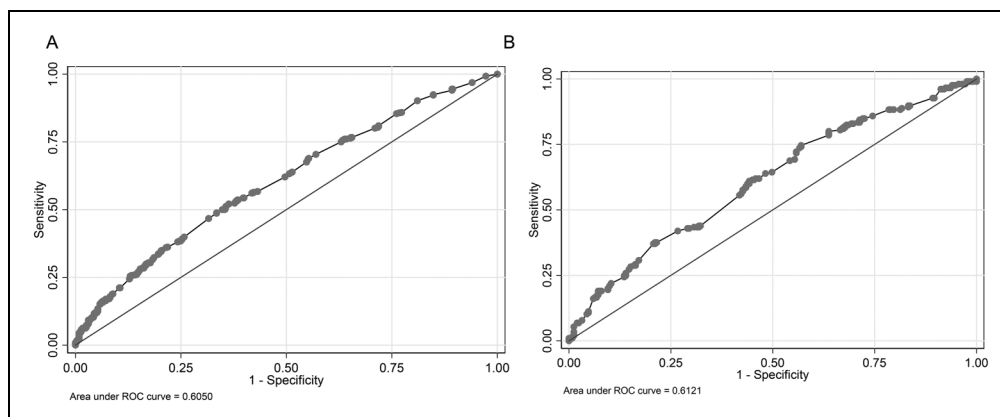 A
Sensitivity
1.00
0.75
0.50
0.25
0.00
0.00 0.25 0.50 0.75 1.00
1 - Specificity
Area under ROC curve = 0.6050
B
Sensitivity
1.00
0.75
0.50
0.25
0.00
0.00 0.25 0.50 0.75 1.00
1 - Specificity
Area under ROC curve = 0.6121